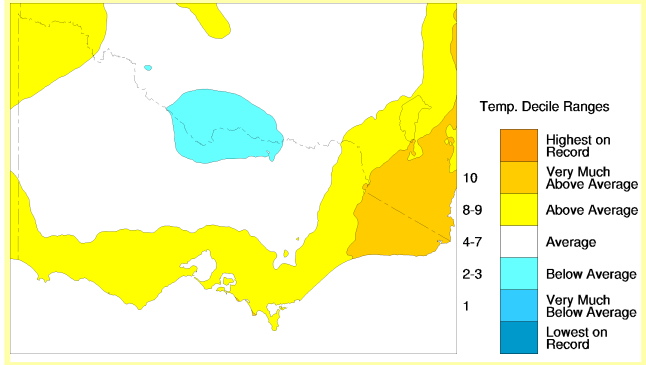 Temp. Decile Ranges
Highest on
Record
10
Very Much
Above Average
8-9
Above Average
4-7
Average
2-3
Below Average
1
Very Much
Below Average
Lowest on
Record